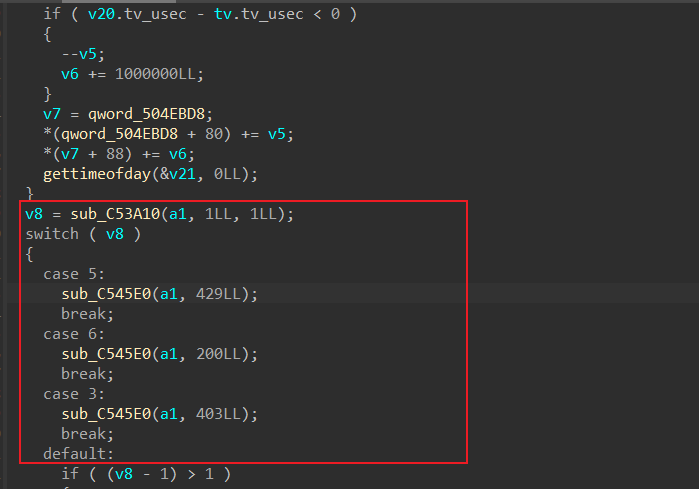 if ( v20.tv_usec - tv.tv_usec < 0 )
{
--v5;
v6 += 1000000LL;
}
v7 = qword_504EBD8;
*(qword_504EBD8 + 80) += v5;
*(v7 + 88) += v6;
gettimeofday(&v21, 0LL);
}
v8 = sub_C53A10(a1, 1LL, 1LL);
switch ( v8 )
{
case 5:
sub_C545E0(a1, 429LL);
break;
case 6:
sub_C545E0(a1, 200LL);
break;
case 3:
sub_C545E0(a1, 403LL);
break;
default:
if ( (v8 - 1) > 1 )